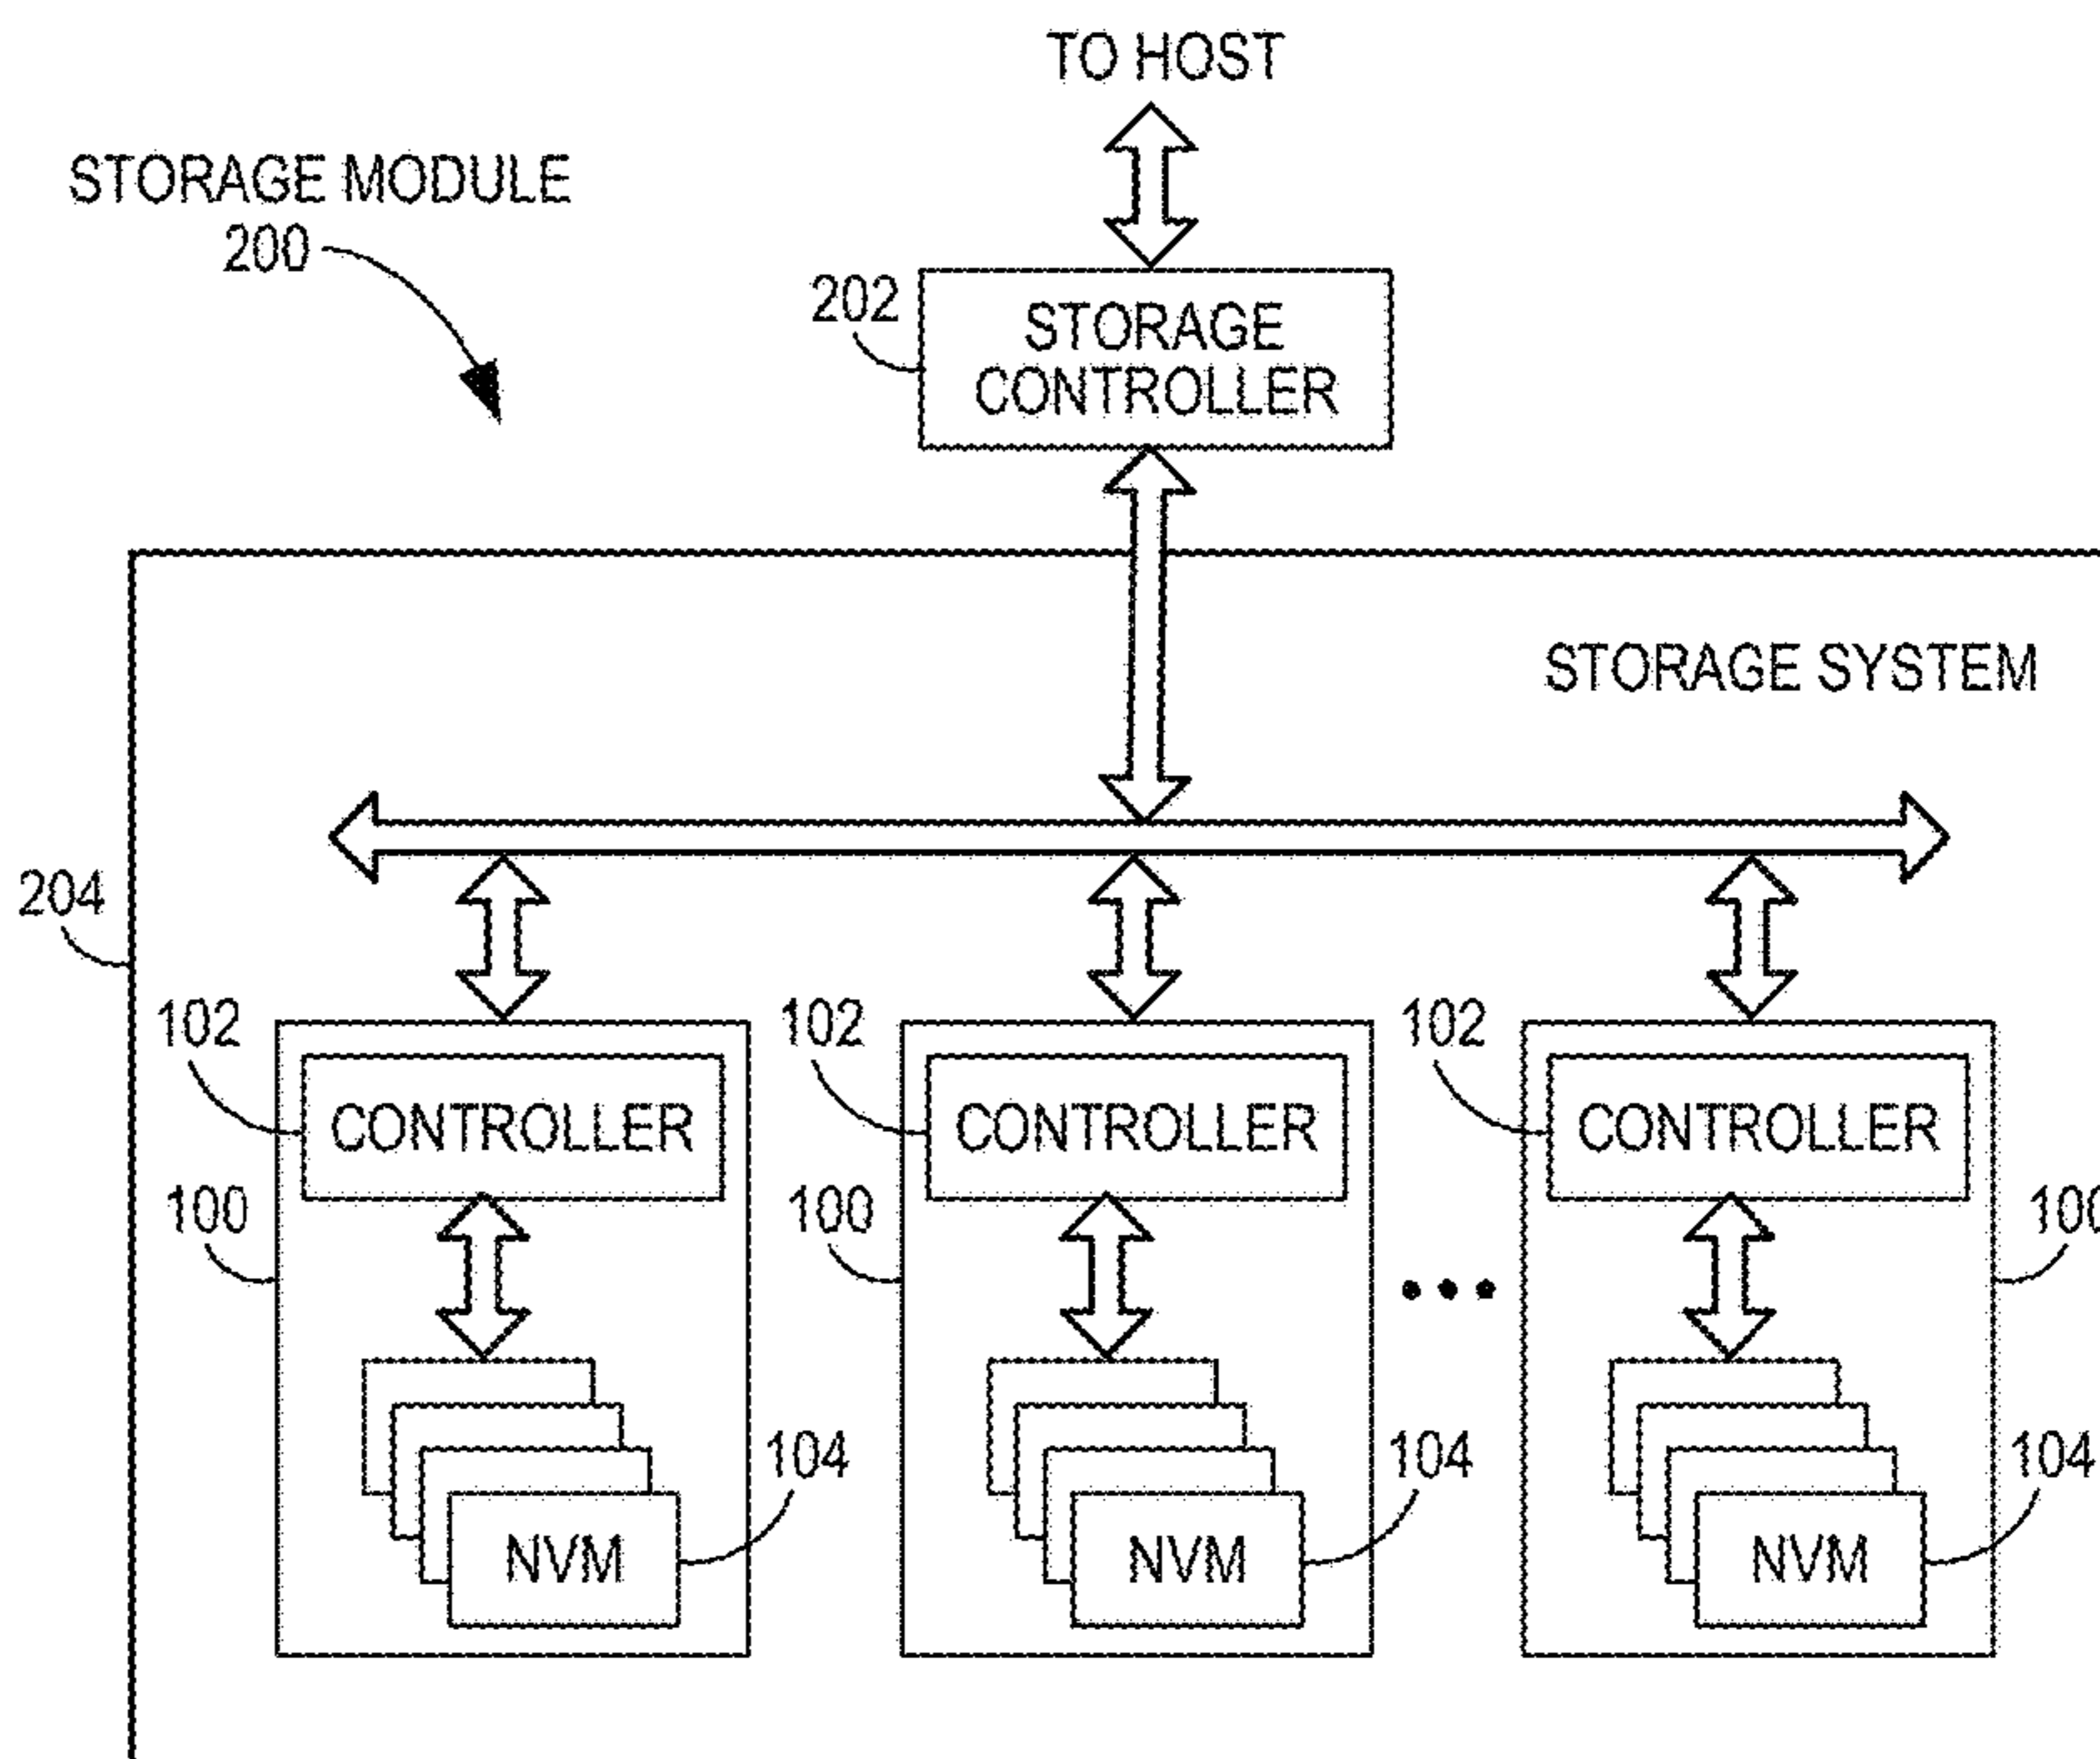 TO HOST
STORAGE MODULE
200
202
STORAGE
CONTROLLER
STORAGE SYSTEM
204
102
102
102
CONTROLLER
CONTROLLER
CONTROLLER
100
100
100
104
104
104
NVM
NVM
NVM